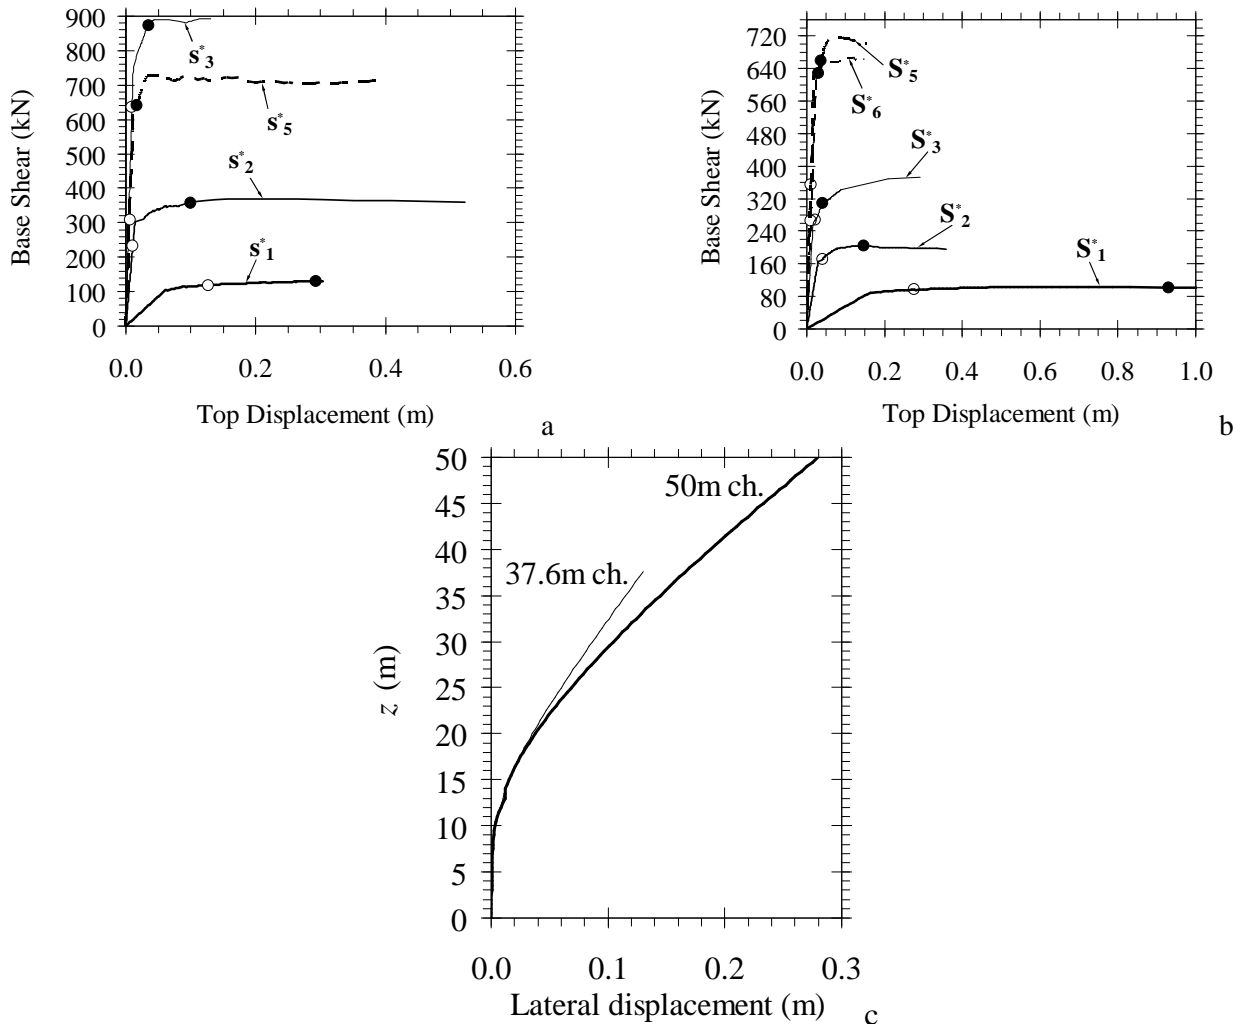 900
800
700
600
500
400
300
200
100
0
Base Shear (kN)
s*3
s*5
s*2
s*1
0.0 0.2 0.4 0.6
Top Displacement (m)
a
720
640
560
480
400
320
240
160
80
0
Base Shear (kN)
S*5
S*6
S*3
S*2
S*1
0.0 0.2 0.4 0.6 0.8 1.0
Top Displacement (m)
b
50
45
40
35
30
25
20
15
10
5
0
z (m)
50m ch.
37.6m ch.
0.0 0.1 0.2 0.3
Lateral displacement (m)
c